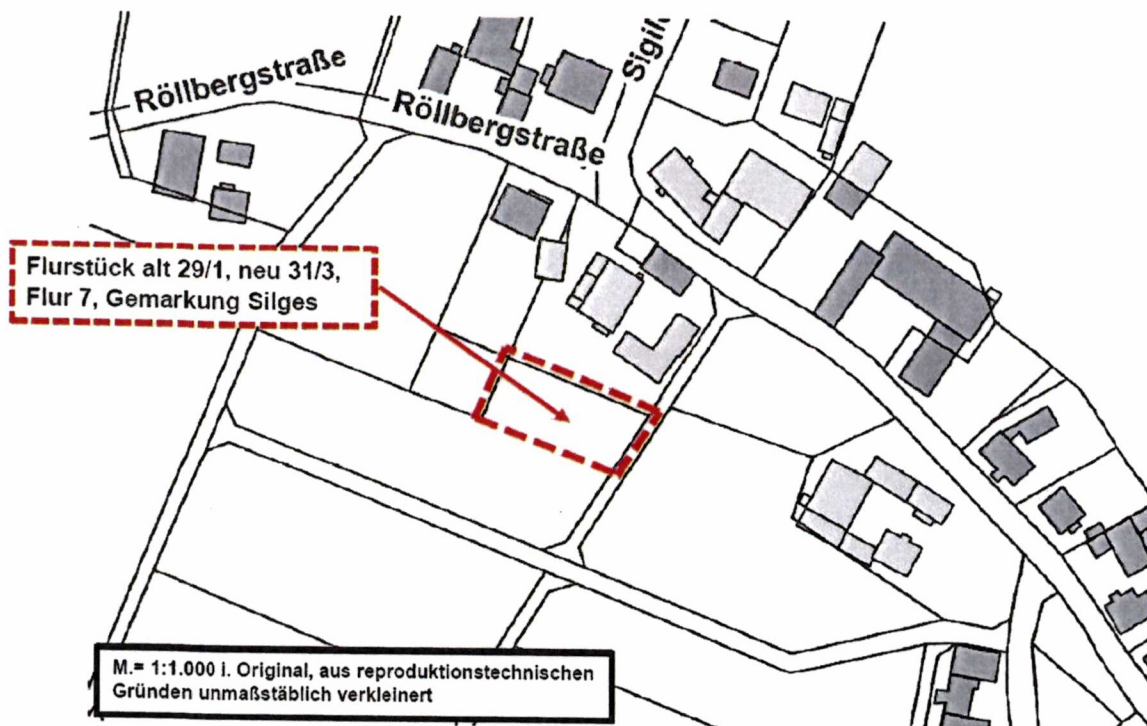 Röllbergstraße
Röllbergstraße
Flurstück alt 29/1, neu 31/3,
Flur 7, Gemarkung Silges
M.= 1:1.000 i. Original, aus reproduktionstechnischen
Gründen unmaßstäblich verkleinert